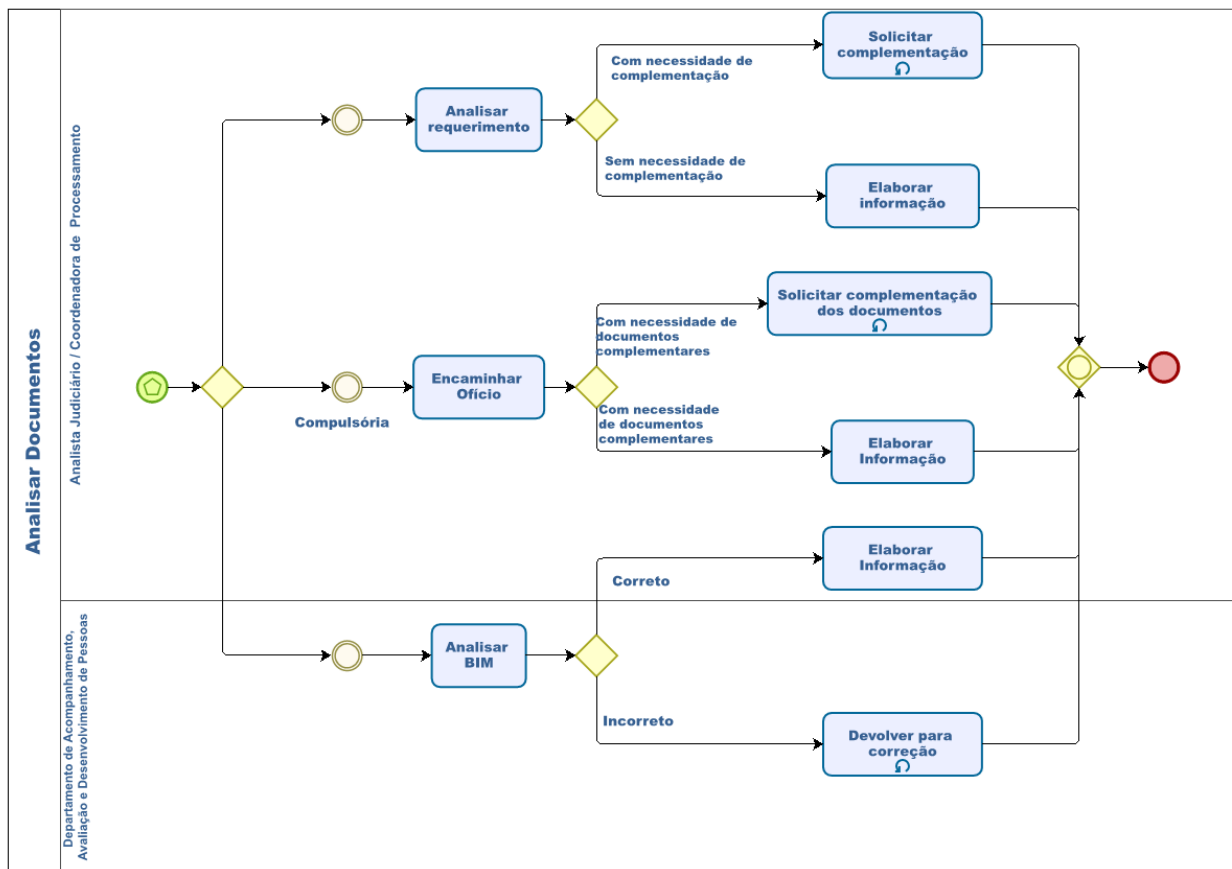 Analisar Documentos
Analista Judiciário / Coordenadora de Processamento
Solicitar
complementação
Com necessidade de
complementação
Analisar
requerimento
Sem necessidade de
complementação
Elaborar
informação
Solicitar complementação
dos documentos
Com necessidade de
documentos
complementares
Encaminhar
Ofício
Compulsória
Com necessidade
de documentos
complementares
Elaborar
Informação
Elaborar
Informação
Correto
Departamento de Acompanhamento,
Avaliação e Desenvolvimento de Pessoas
Analisar
BIM
Incorreto
Devolver para
correção